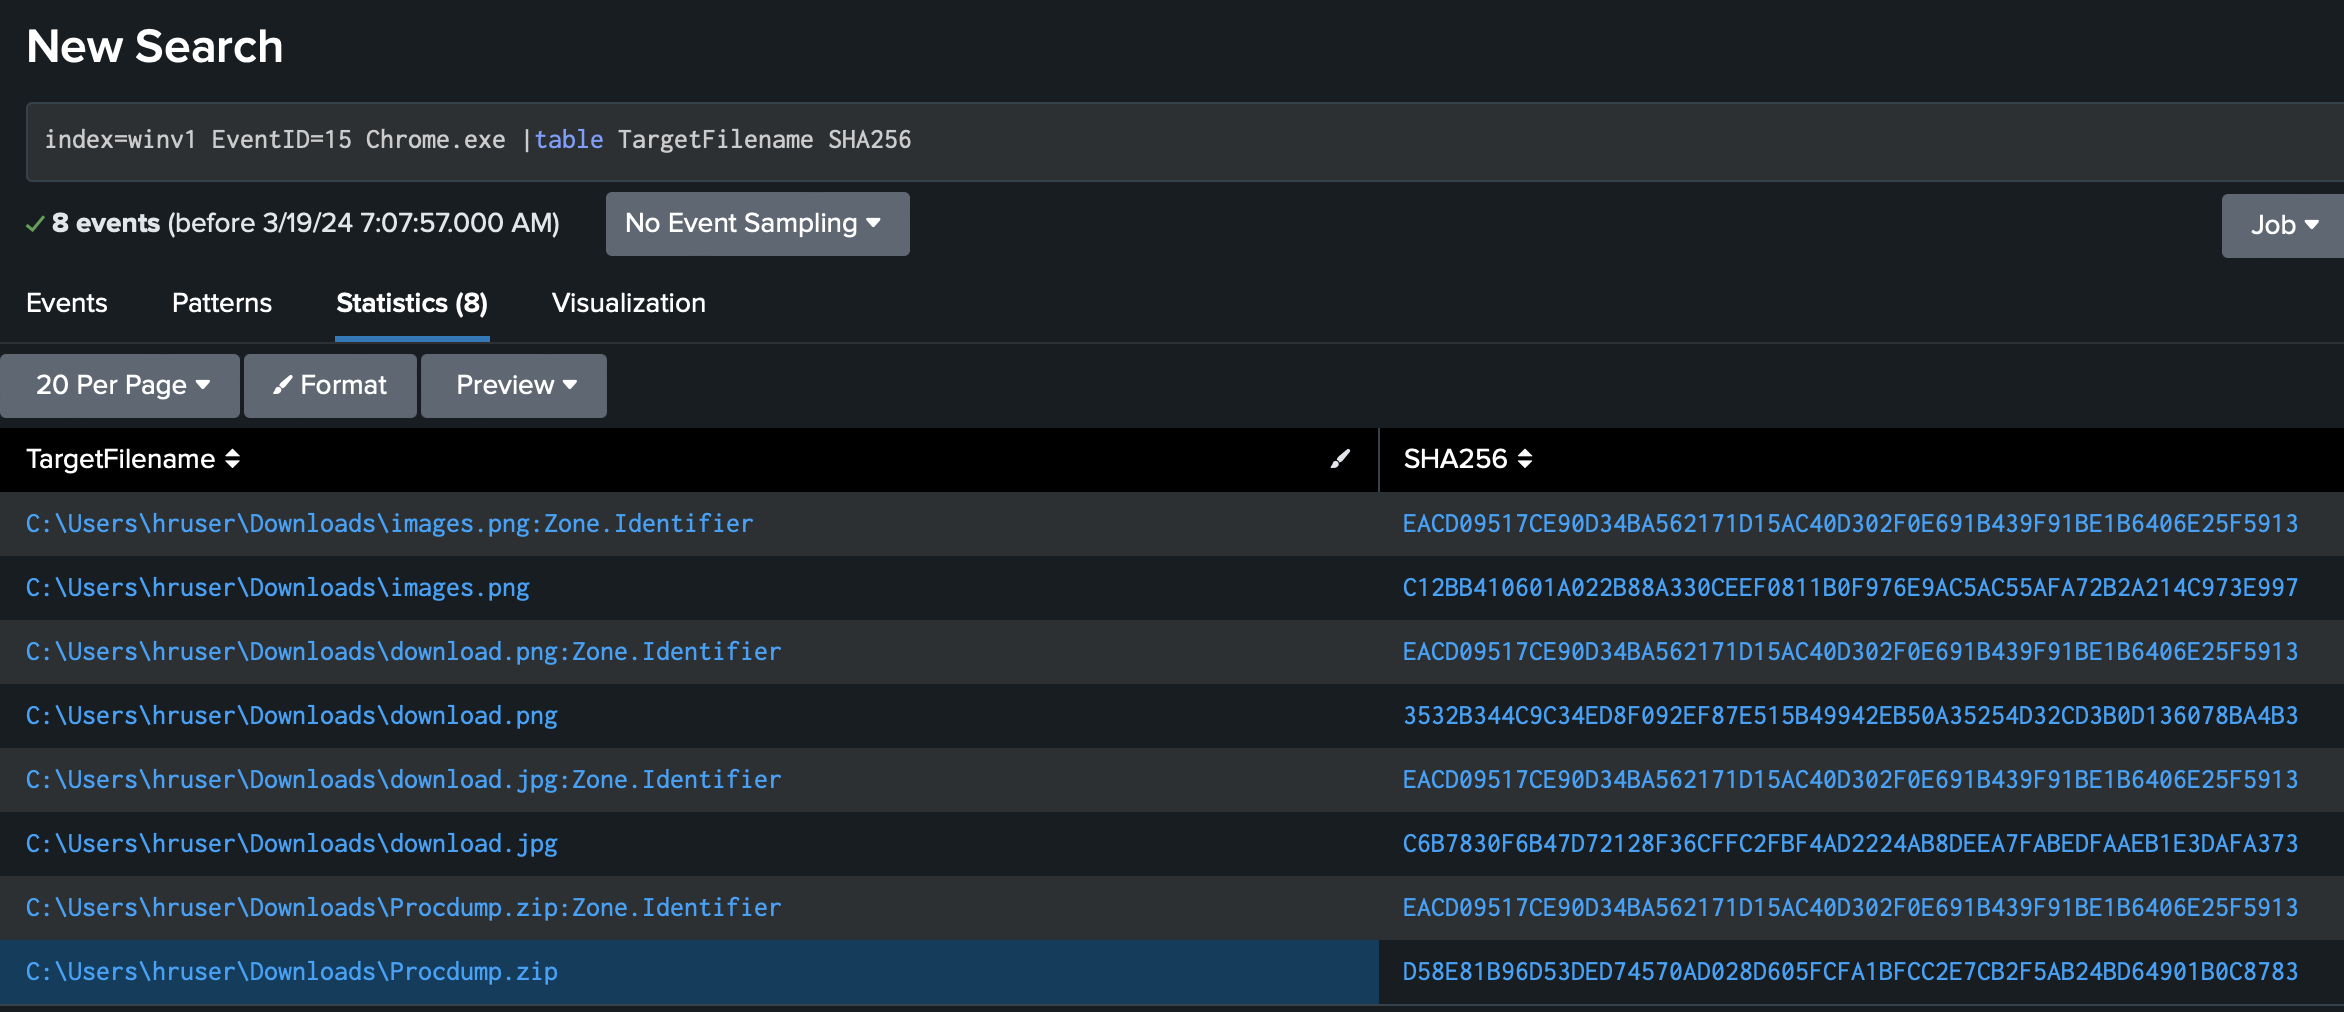 New Search
index=winv1 EventID=15 Chrome.exe |table TargetFilename SHA256
8 events (before 3/19/24 7:07:57.000 AM) No Event Sampling Job
Events Patterns Statistics (8) Visualization
20 Per Page Format Preview
TargetFilename SHA256
C:\Users\hruser\Downloads\images.png:Zone.Identifier EACD09517CE90D34BA562171D15AC40D302F0E691B439F91BE1B6406E25F5913
C:\Users\hruser\Downloads\images.png C12BB410601A022B88A330CEEF0811B0F976E9AC5AC55AFA72B2A214C973E997
C:\Users\hruser\Downloads\download.png:Zone.Identifier EACD09517CE90D34BA562171D15AC40D302F0E691B439F91BE1B6406E25F5913
C:\Users\hruser\Downloads\download.png 3532B344C9C34ED8F092EF87E515B49942EB50A35254D32CD3B0D136078BA4B3
C:\Users\hruser\Downloads\download.jpg:Zone.Identifier EACD09517CE90D34BA562171D15AC40D302F0E691B439F91BE1B6406E25F5913
C:\Users\hruser\Downloads\download.jpg C6B7830F6B47D72128F36CFFC2FBF4AD2224AB8DEEA7FABEDFAAEB1E3DAFA373
C:\Users\hruser\Downloads\Procdump.zip:Zone.Identifier EACD09517CE90D34BA562171D15AC40D302F0E691B439F91BE1B6406E25F5913
C:\Users\hruser\Downloads\Procdump.zip D58E81B96D53DED74570AD028D605FCFA1BFCC2E7CB2F5AB24BD64901B0C8783